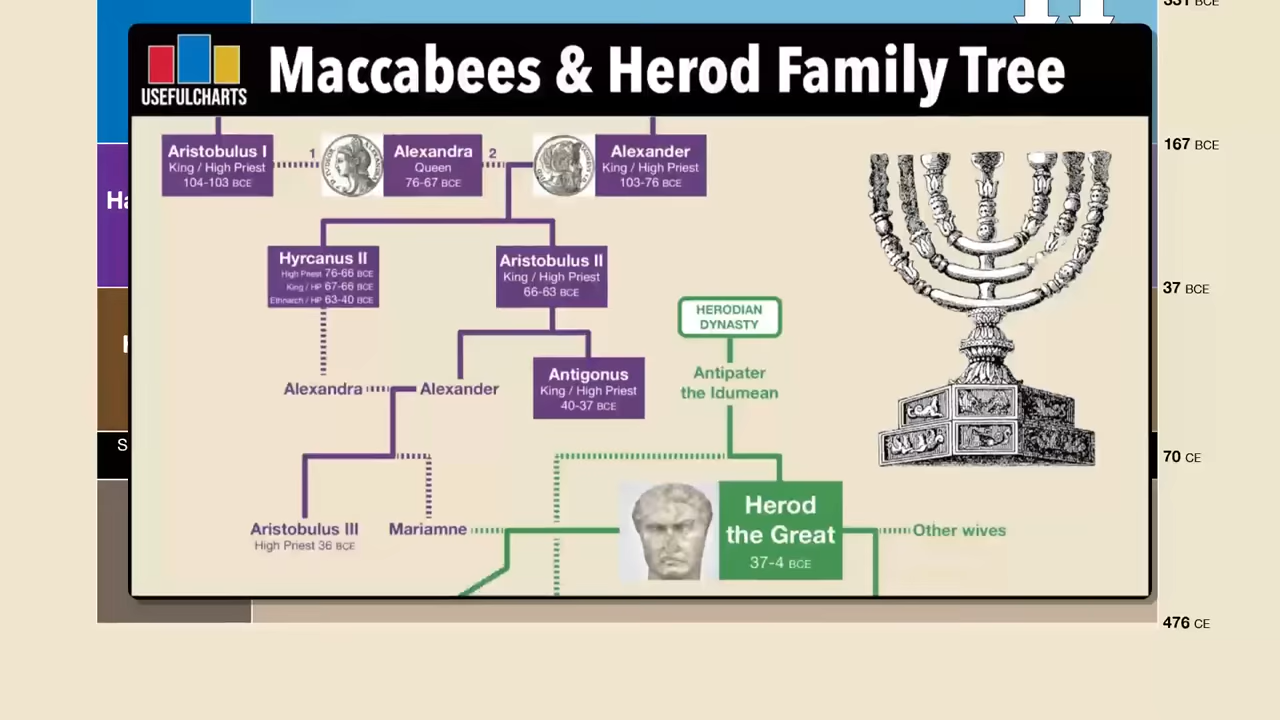 331 BCE
USEFULCHARTS
Maccabees & Herod Family Tree
Aristobulus I
King / High Priest
104-103 BCE
1
Alexandra
Queen
76-67 BCE
2
Alexander
King / High Priest
103-76 BCE
167 BCE
Ha
Hyrcanus II
High Priest 76-66 BCE
King / HP 67-66 BCE
Ethnarch / HP 63-40 BCE
Aristobulus II
King / High Priest
66-63 BCE
37 BCE
HERODIAN
DYNASTY
Antipater
the Idumean
Alexandra
Alexander
Antigonus
King / High Priest
40-37 BCE
S
70 CE
Aristobulus III
High Priest 36 BCE
Mariamne
Herod
the Great
37-4 BCE
Other wives
476 CE